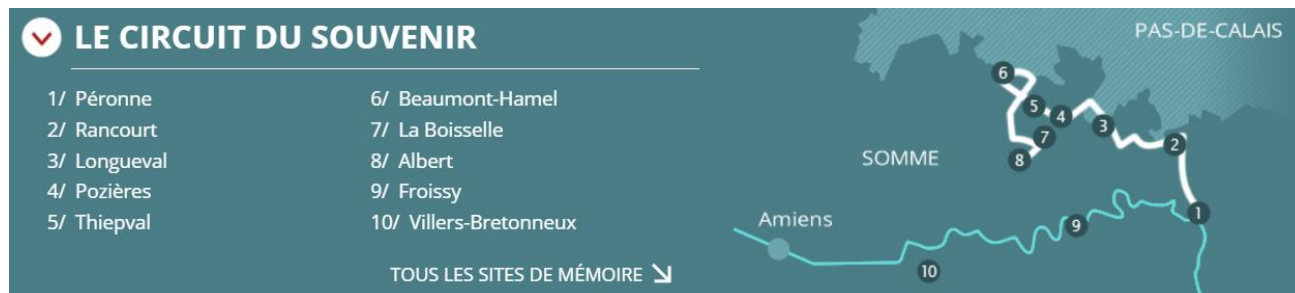 LE CIRCUIT DU SOUVENIR
1/ Péronne
2/ Rancourt
3/ Longueval
4/ Pozières
5/ Thiepval
6/ Beaumont-Hamel
7/ La Boisselle
8/ Albert
9/ Froissy
10/ Villers-Bretonneux
TOUS LES SITES DE MÉMOIRE
PAS-DE-CALAIS
SOMME
Amiens
6
5
4
3
7
2
8
1
9
10